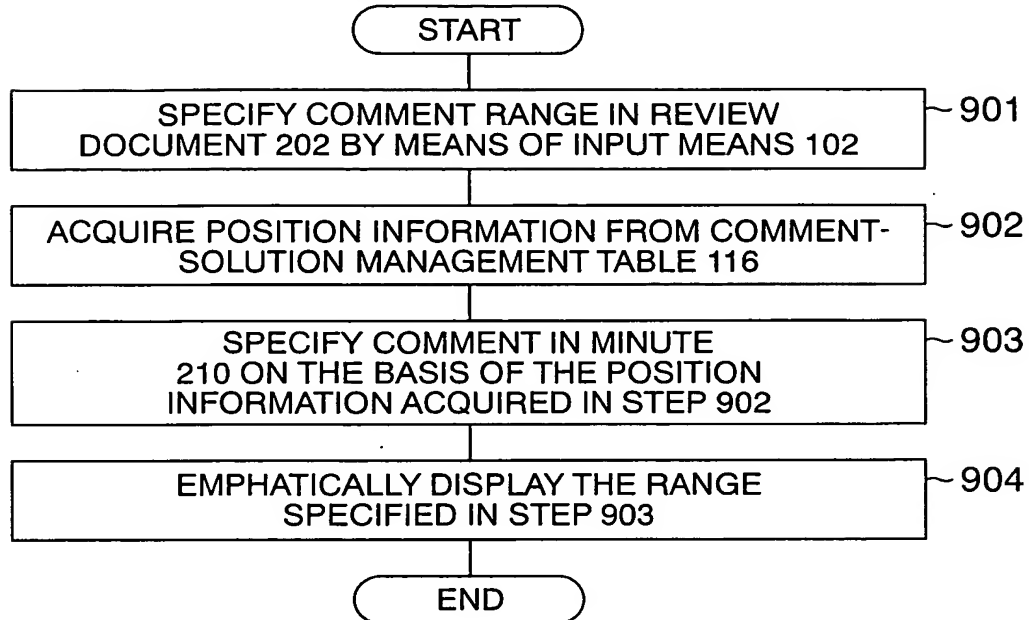 START
SPECIFY COMMENT RANGE IN REVIEW
DOCUMENT 202 BY MEANS OF INPUT MEANS 102
~901
ACQUIRE POSITION INFORMATION FROM COMMENT-
SOLUTION MANAGEMENT TABLE 116
~902
SPECIFY COMMENT IN MINUTE
210 ON THE BASIS OF THE POSITION
INFORMATION ACQUIRED IN STEP 902
~903
EMPHATICALLY DISPLAY THE RANGE
SPECIFIED IN STEP 903
~904
END